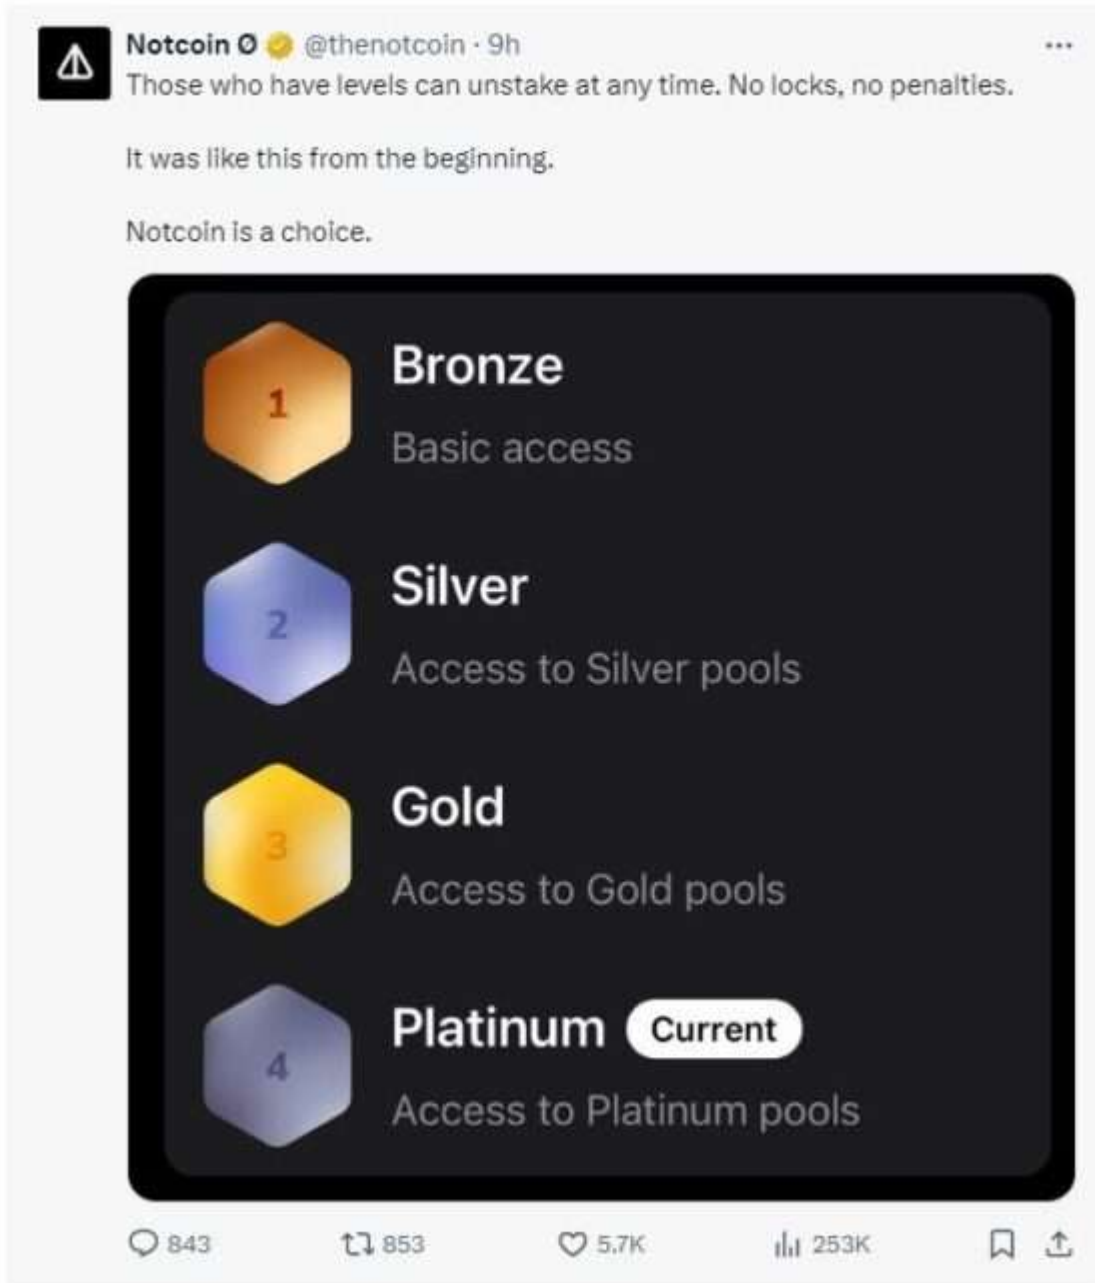 Notcoin Ø @thenotcoin · 9h
Those who have levels can unstake at any time. No locks, no penalties.
It was like this from the beginning.
Notcoin is a choice.
1
Bronze
Basic access
2
Silver
Access to Silver pools
3
Gold
Access to Gold pools
4
Platinum Current
Access to Platinum pools
843 853 5.7K 253K